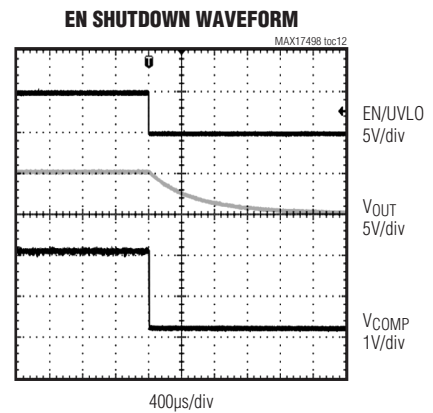 EN SHUTDOWN WAVEFORM
MAX17498 toc12
T
EN/UVLO
5V/div
VOUT
5V/div
VCOMP
1V/div
400µs/div